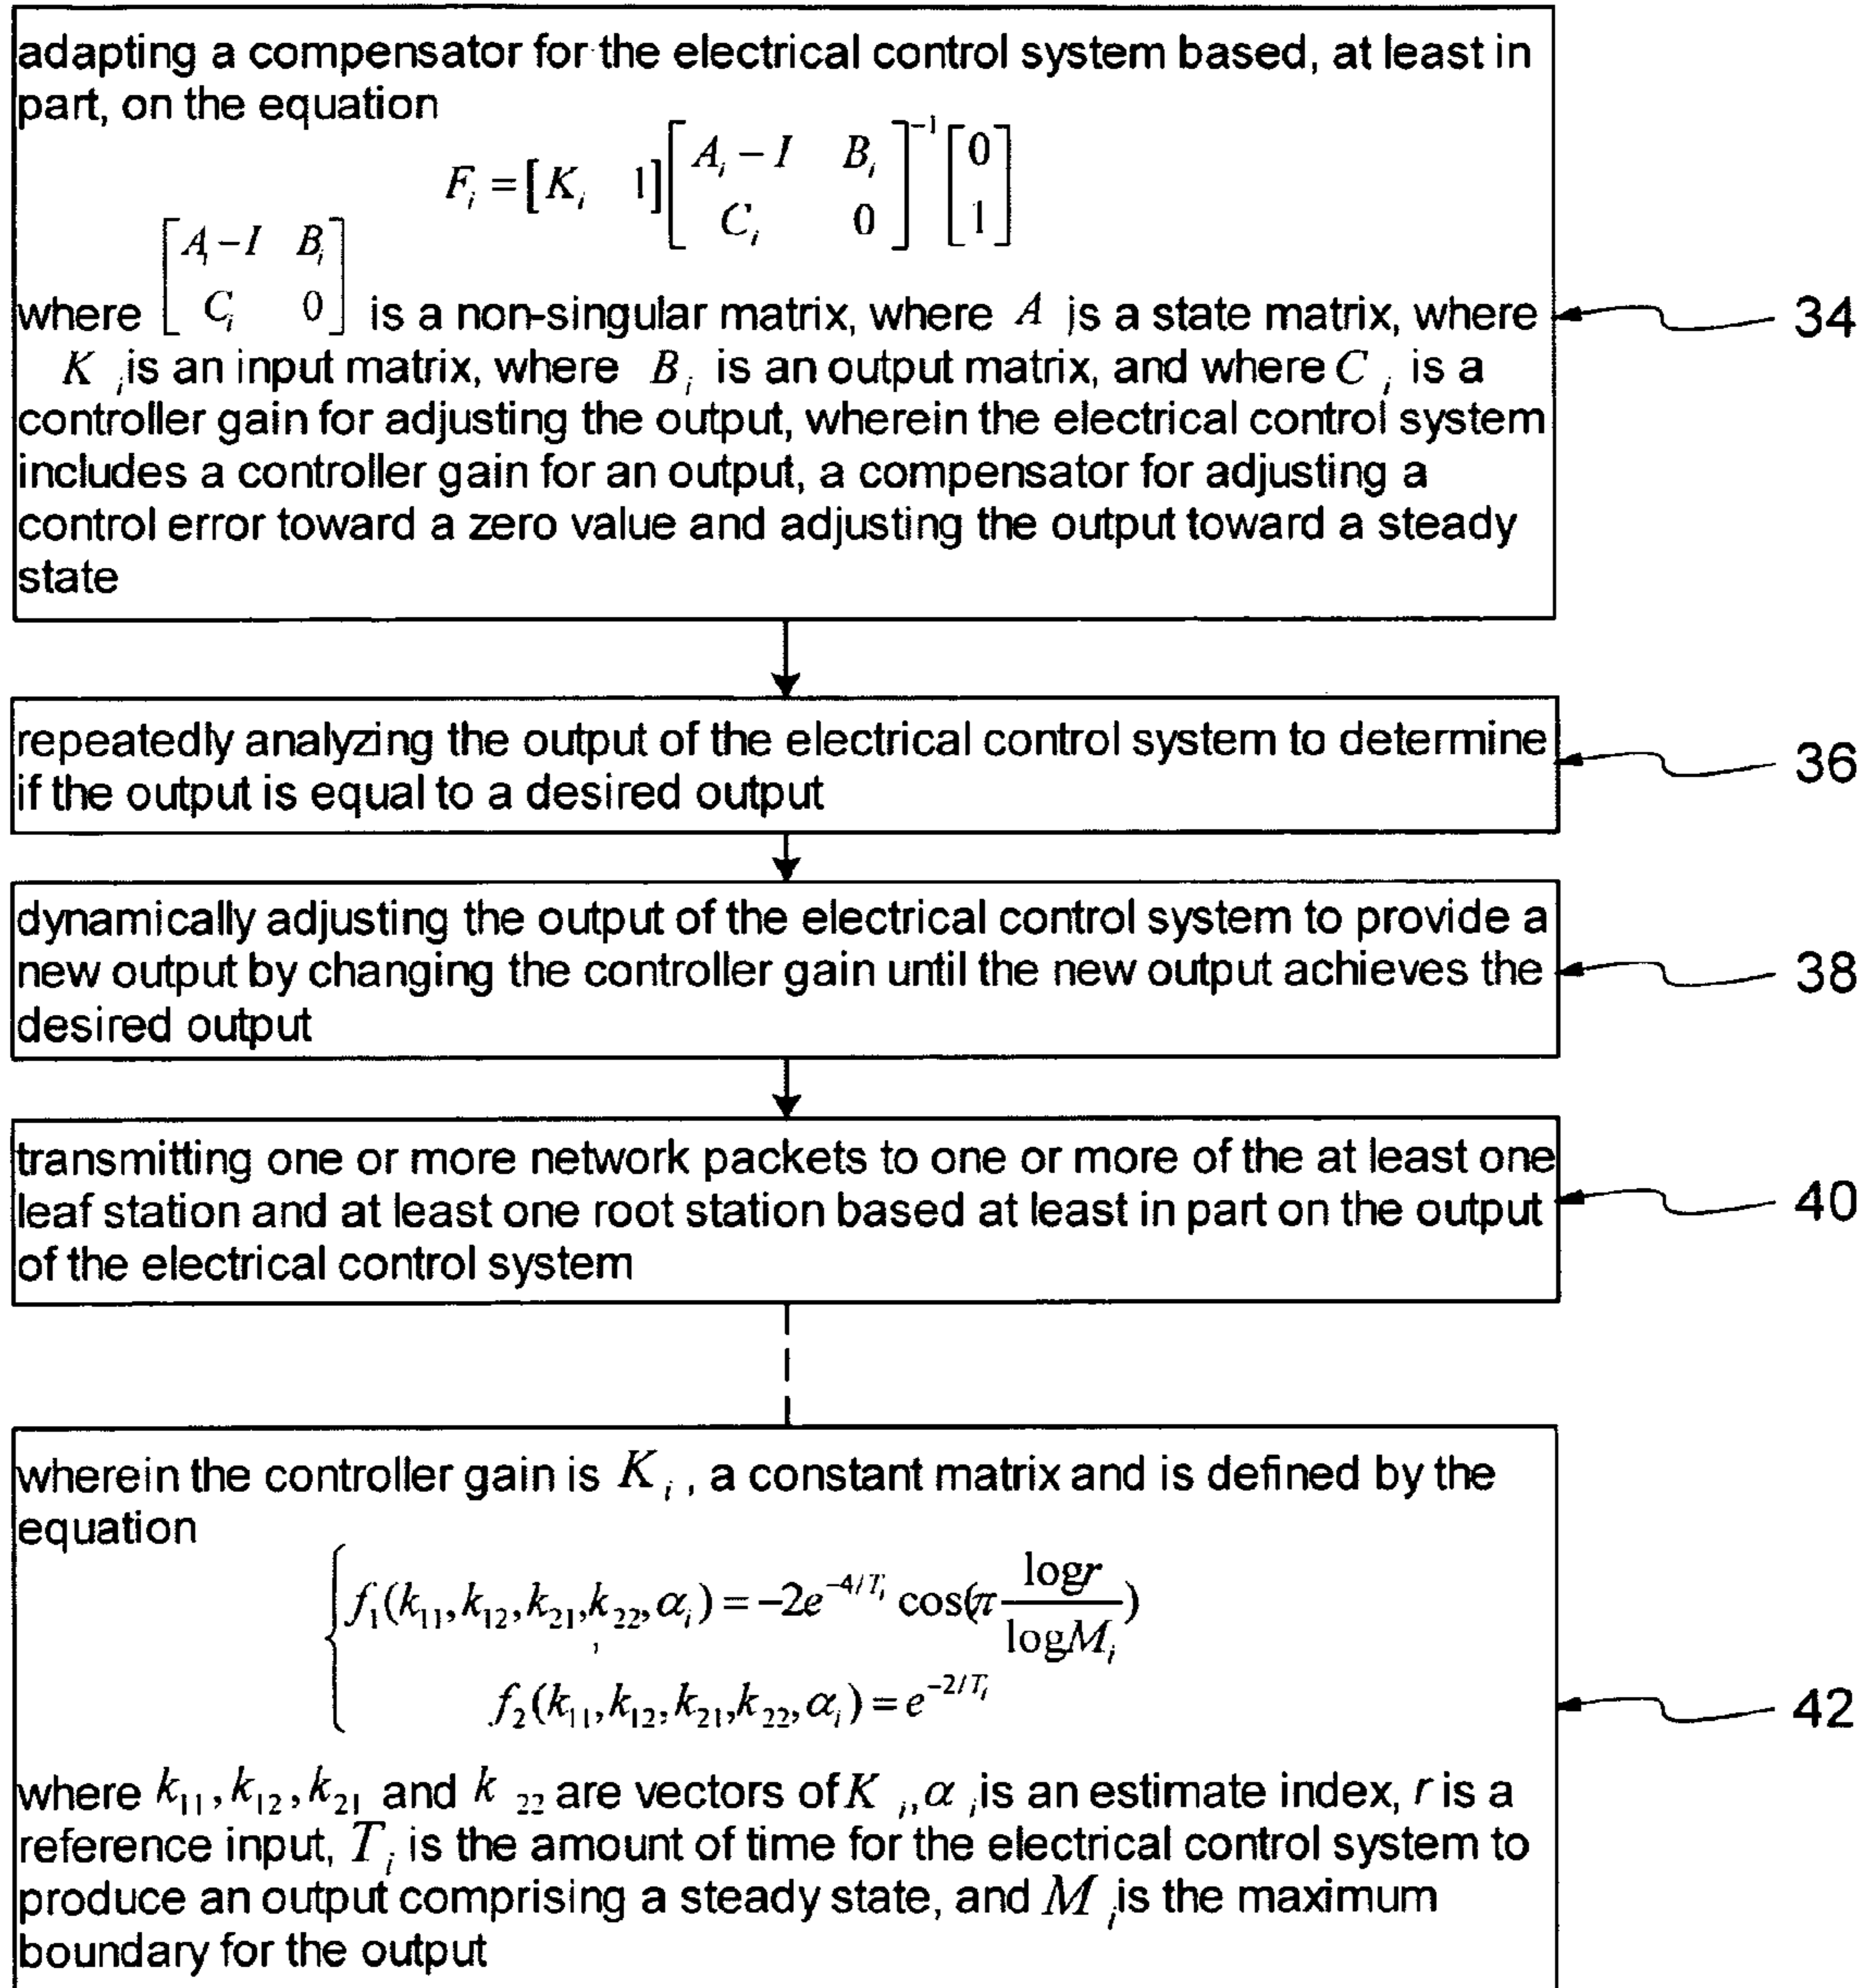 adapting a compensator for the electrical control system based, at least in
part, on the equation
F_i = [K_i 1] [A_i − I B_i; C_i 0]^{-1} [0; 1]
where [A_i − I B_i; C_i 0] is a non-singular matrix, where A is a state matrix, where
K_i is an input matrix, where B_i is an output matrix, and where C_i is a
controller gain for adjusting the output, wherein the electrical control system
includes a controller gain for an output, a compensator for adjusting a
control error toward a zero value and adjusting the output toward a steady
state
34
repeatedly analyzing the output of the electrical control system to determine
if the output is equal to a desired output
36
dynamically adjusting the output of the electrical control system to provide a
new output by changing the controller gain until the new output achieves the
desired output
38
transmitting one or more network packets to one or more of the at least one
leaf station and at least one root station based at least in part on the output
of the electrical control system
40
wherein the controller gain is K_i, a constant matrix and is defined by the
equation
{ f_1(k_11, k_12, k_21, k_22, α_i) = −2e^{−4/T_i} cos(π log r / log M_i)
,
f_2(k_11, k_12, k_21, k_22, α_i) = e^{−2/T_i}
where k_11, k_12, k_21 and k_22 are vectors of K_i, α_i is an estimate index, r is a
reference input, T_i is the amount of time for the electrical control system to
produce an output comprising a steady state, and M_i is the maximum
boundary for the output
42